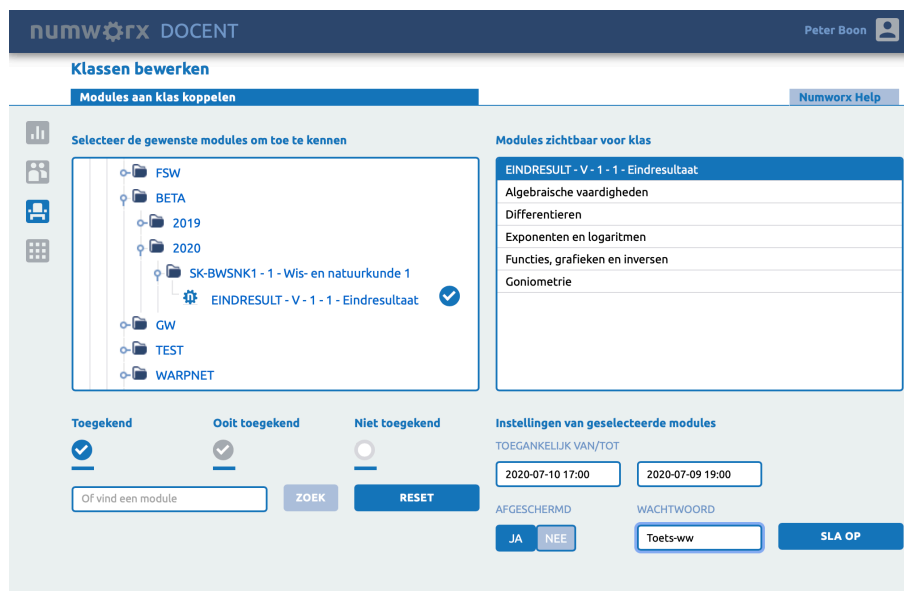 numworx DOCENT
Peter Boon
Klassen bewerken
Modules aan klas koppelen
Numworx Help
Selecteer de gewenste modules om toe te kennen
FSW
BETA
2019
2020
SK-BWSNK1 - 1 - Wis- en natuurkunde 1
EINDRESULT - V - 1 - 1 - Eindresultaat
GW
TEST
WARPNET
Modules zichtbaar voor klas
EINDRESULT - V - 1 - 1 - Eindresultaat
Algebraische vaardigheden
Differentieren
Exponenten en logaritmen
Functies, grafieken en inversen
Goniometrie
Toegekend
Ooit toegekend
Niet toegekend
Of vind een module
ZOEK
RESET
Instellingen van geselecteerde modules
TOEGANKELIJK VAN/TOT
2020-07-10 17:00
2020-07-09 19:00
AFGESCHERMD
WACHTWOORD
JA
NEE
Toets-ww
SLA OP